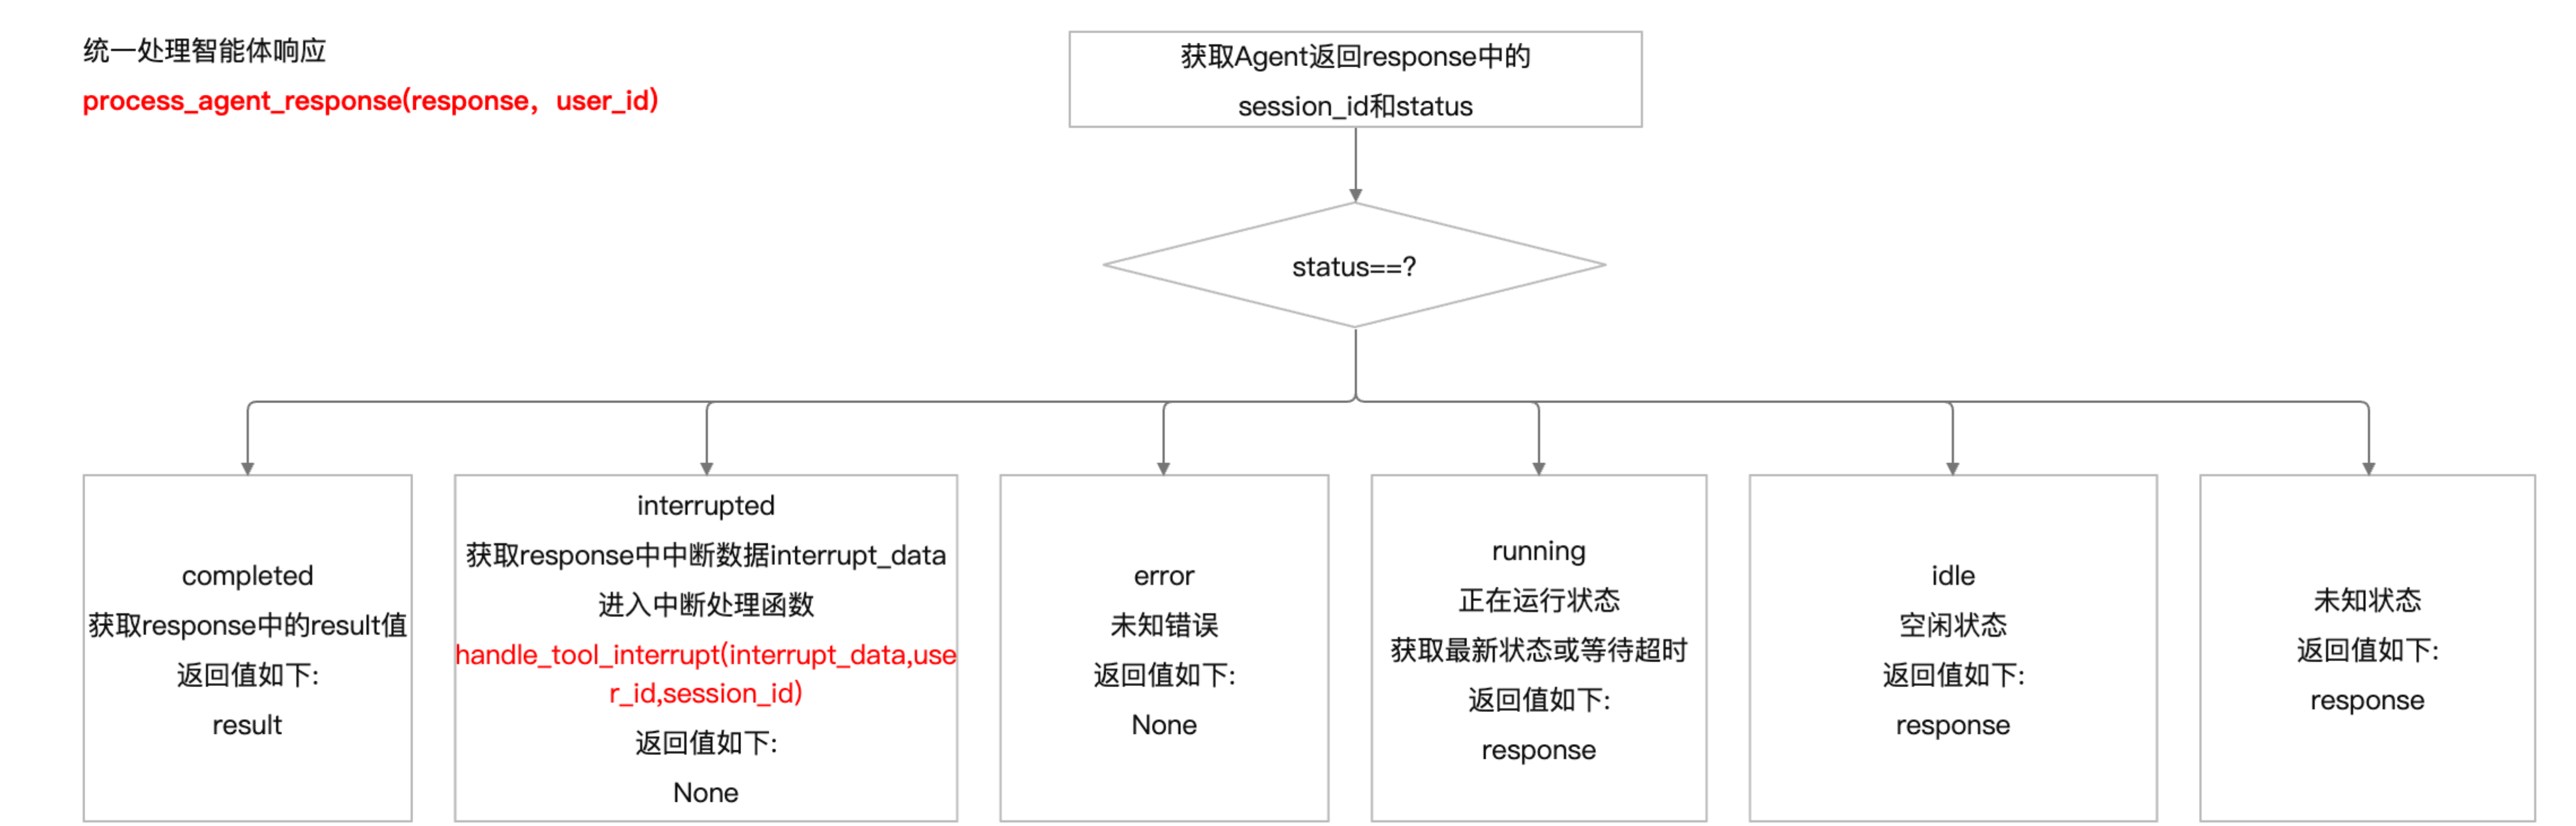 统一处理智能体响应
process_agent_response(response，user_id)
获取Agent返回response中的
session_id和status
status==?
completed
获取response中的result值
返回值如下:
result
interrupted
获取response中中断数据interrupt_data
进入中断处理函数
handle_tool_interrupt(interrupt_data,use
r_id,session_id)
返回值如下:
None
error
未知错误
返回值如下:
None
running
正在运行状态
获取最新状态或等待超时
返回值如下:
response
idle
空闲状态
返回值如下:
response
未知状态
返回值如下:
response